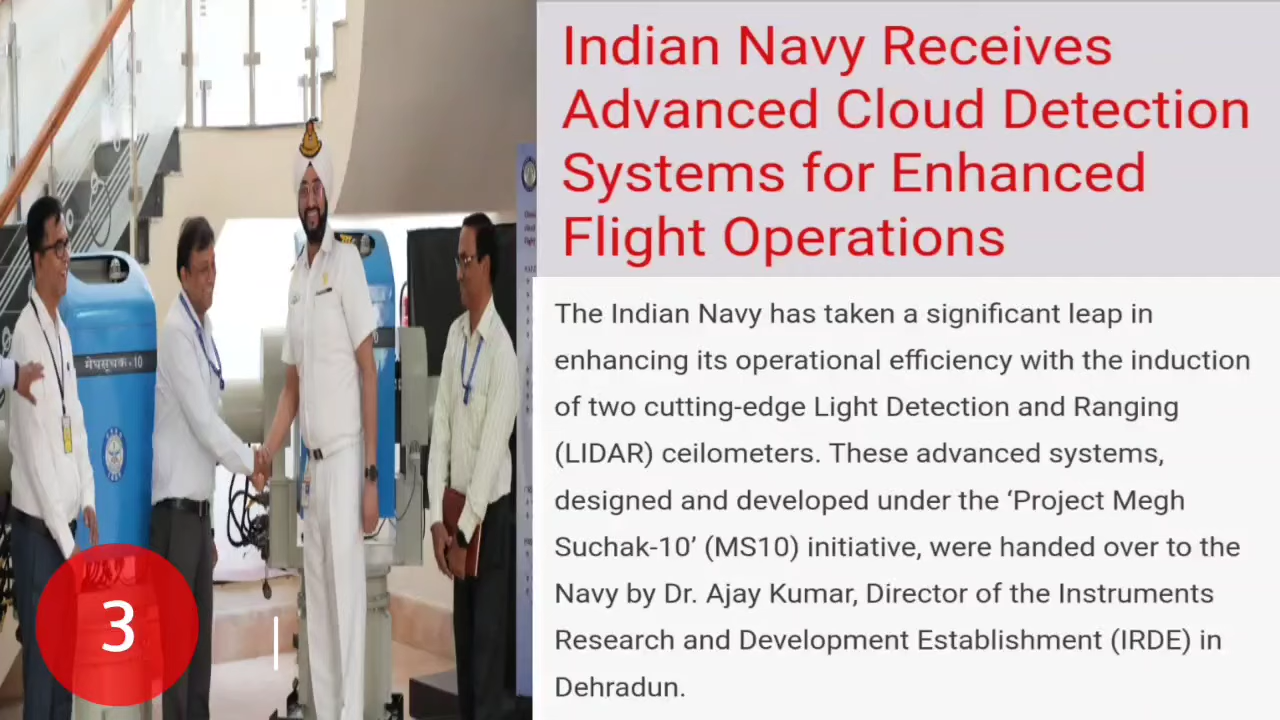 Indian Navy Receives
Advanced Cloud Detection
Systems for Enhanced
Flight Operations
The Indian Navy has taken a significant leap in
enhancing its operational efficiency with the induction
of two cutting-edge Light Detection and Ranging
(LIDAR) ceilometers. These advanced systems,
designed and developed under the ‘Project Megh
Suchak-10’ (MS10) initiative, were handed over to the
Navy by Dr. Ajay Kumar, Director of the Instruments
Research and Development Establishment (IRDE) in
Dehradun.
मेघसूचक-10
3